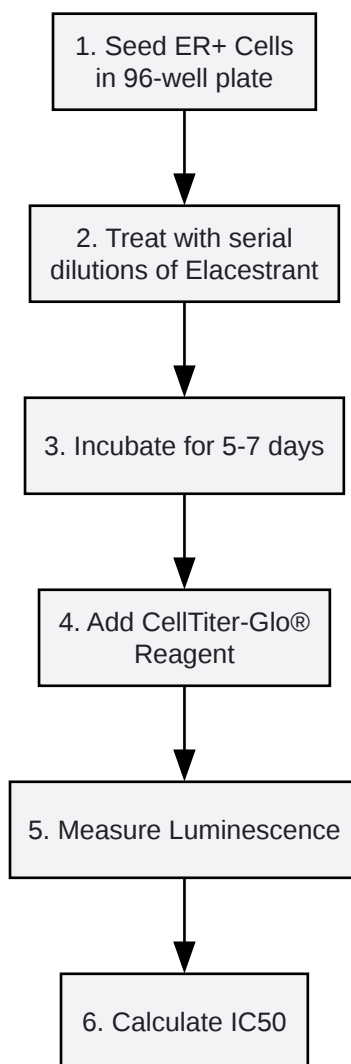 1. Seed ER+ Cells
in 96-well plate
2. Treat with serial
dilutions of Elacestrant
3. Incubate for 5-7 days
4. Add CellTiter-Glo®
Reagent
5. Measure Luminescence
6. Calculate IC50